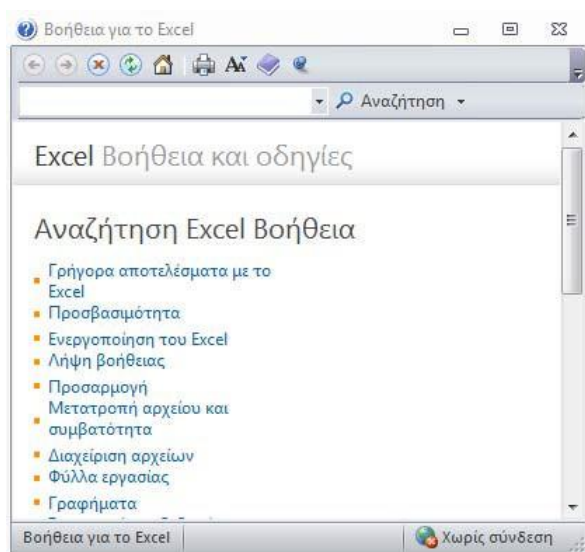 Βοήθεια για το Excel
Αναζήτηση
Excel Βοήθεια και οδηγίες
Αναζήτηση Excel Βοήθεια
Γρήγορα αποτελέσματα με το
Excel
Προσβασιμότητα
Ενεργοποίηση του Excel
Λήψη βοήθειας
Προσαρμογή
Μετατροπή αρχείου και
συμβατότητα
Διαχείριση αρχείων
Φύλλα εργασίας
Γραφήματα
Βοήθεια για το Excel
Χωρίς σύνδεση